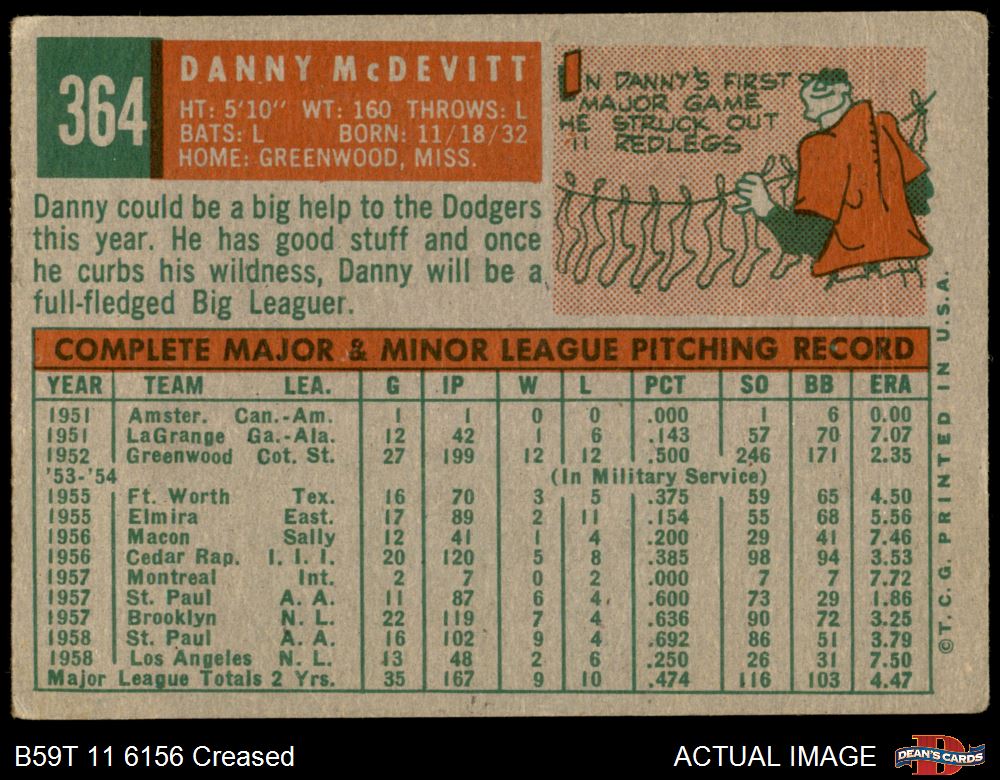 364
DANNY McDEVITT
HT: 5'10" WT: 160 THROWS: L
BATS: L BORN: 11/18/32
HOME: GREENWOOD, MISS.
IN DANNY'S FIRST
MAJOR GAME
HE STRUCK OUT
11 REDLEGS
Danny could be a big help to the Dodgers
this year. He has good stuff and once
he curbs his wildness, Danny will be a
full-fledged Big Leaguer.
COMPLETE MAJOR & MINOR LEAGUE PITCHING RECORD
YEAR TEAM LEA. G IP W L PCT SO BB ERA
1951 Amster. Can.-Am. 1 1 0 0 .000 1 6 0.00
1951 LaGrange Ga.-Ala. 12 42 1 6 .143 57 70 7.07
1952 Greenwood Cot. St. 27 199 12 12 .500 246 171 2.35
'53-'54 (In Military Service)
1955 Ft. Worth Tex. 16 70 3 5 .375 59 65 4.50
1955 Elmira East. 17 89 2 11 .154 55 68 5.56
1956 Macon Sally 12 41 1 4 .200 29 41 7.46
1956 Cedar Rap. I. I. I. 20 120 5 8 .385 98 94 3.53
1957 Montreal Int. 2 7 0 2 .000 7 7 7.72
1957 St. Paul A. A. 11 87 6 4 .600 73 29 1.86
1957 Brooklyn N. L. 22 119 7 4 .636 90 72 3.25
1958 St. Paul A. A. 16 102 9 4 .692 86 51 3.79
1958 Los Angeles N. L. 13 48 2 6 .250 26 31 7.50
Major League Totals 2 Yrs. 35 167 9 10 .474 116 103 4.47
©T. C. G. PRINTED IN U.S.A.
B59T 11 6156 Creased
ACTUAL IMAGE
DEAN'S CARDS